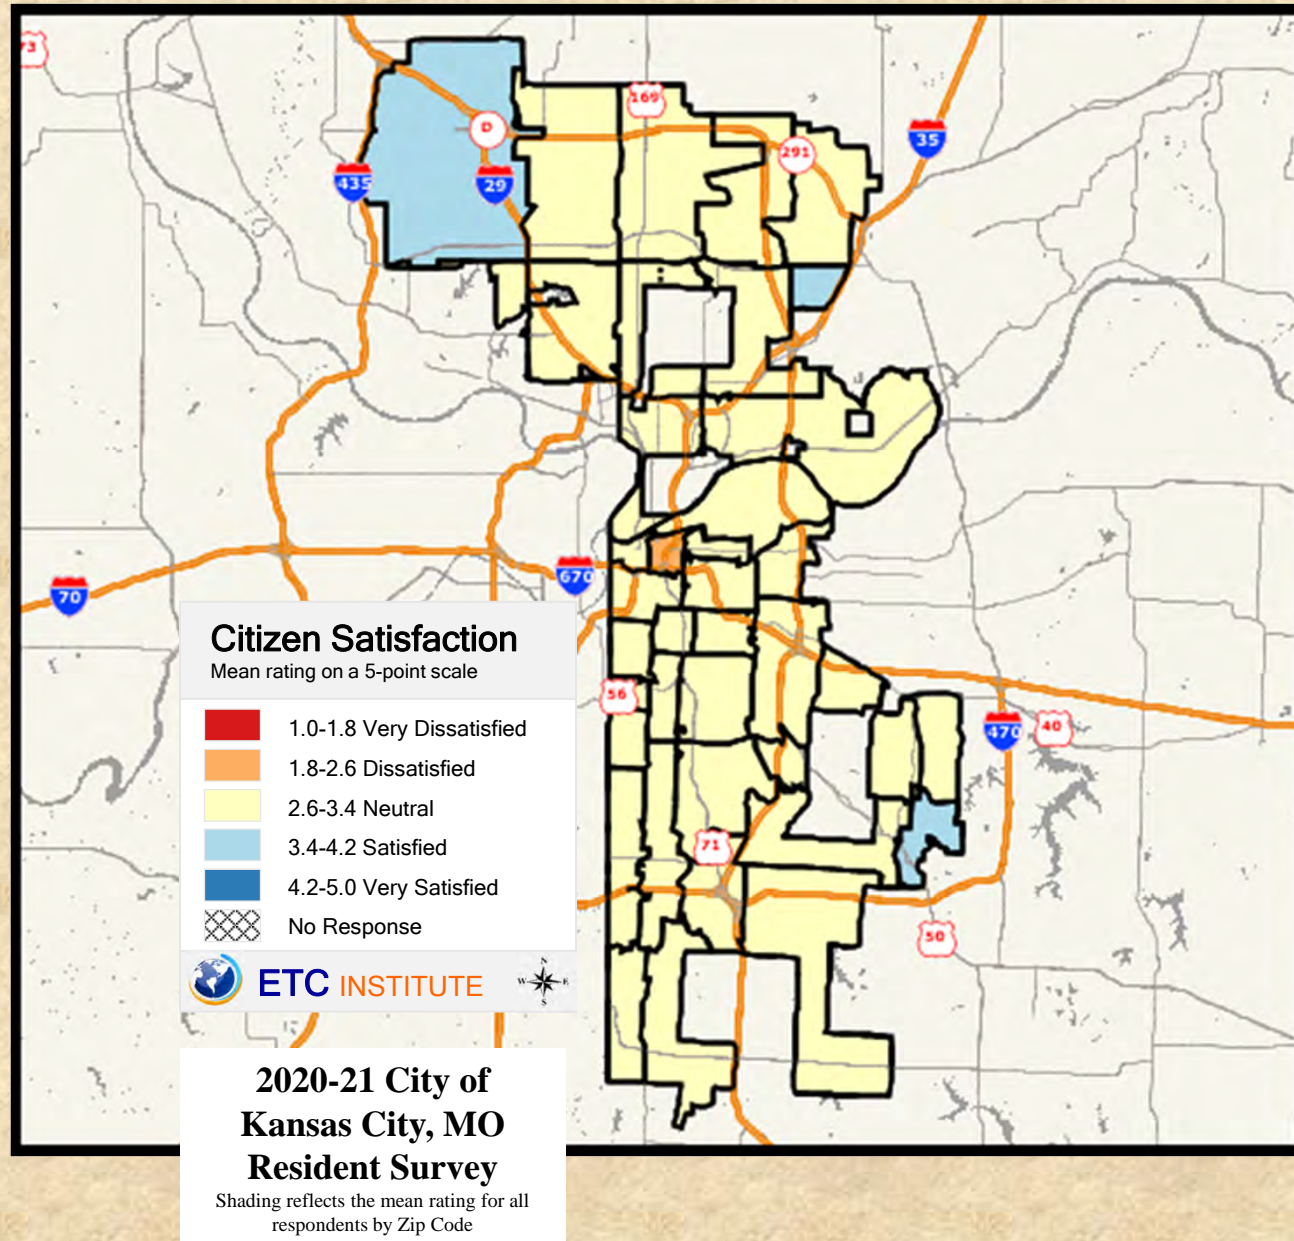 73
169
D
291
35
435
29
70
670
56
40
470
71
50
Citizen Satisfaction
Mean rating on a 5-point scale
1.0-1.8 Very Dissatisfied
1.8-2.6 Dissatisfied
2.6-3.4 Neutral
3.4-4.2 Satisfied
4.2-5.0 Very Satisfied
No Response
ETC INSTITUTE
N
W E
S
2020-21 City of
Kansas City, MO
Resident Survey
Shading reflects the mean rating for all
respondents by Zip Code